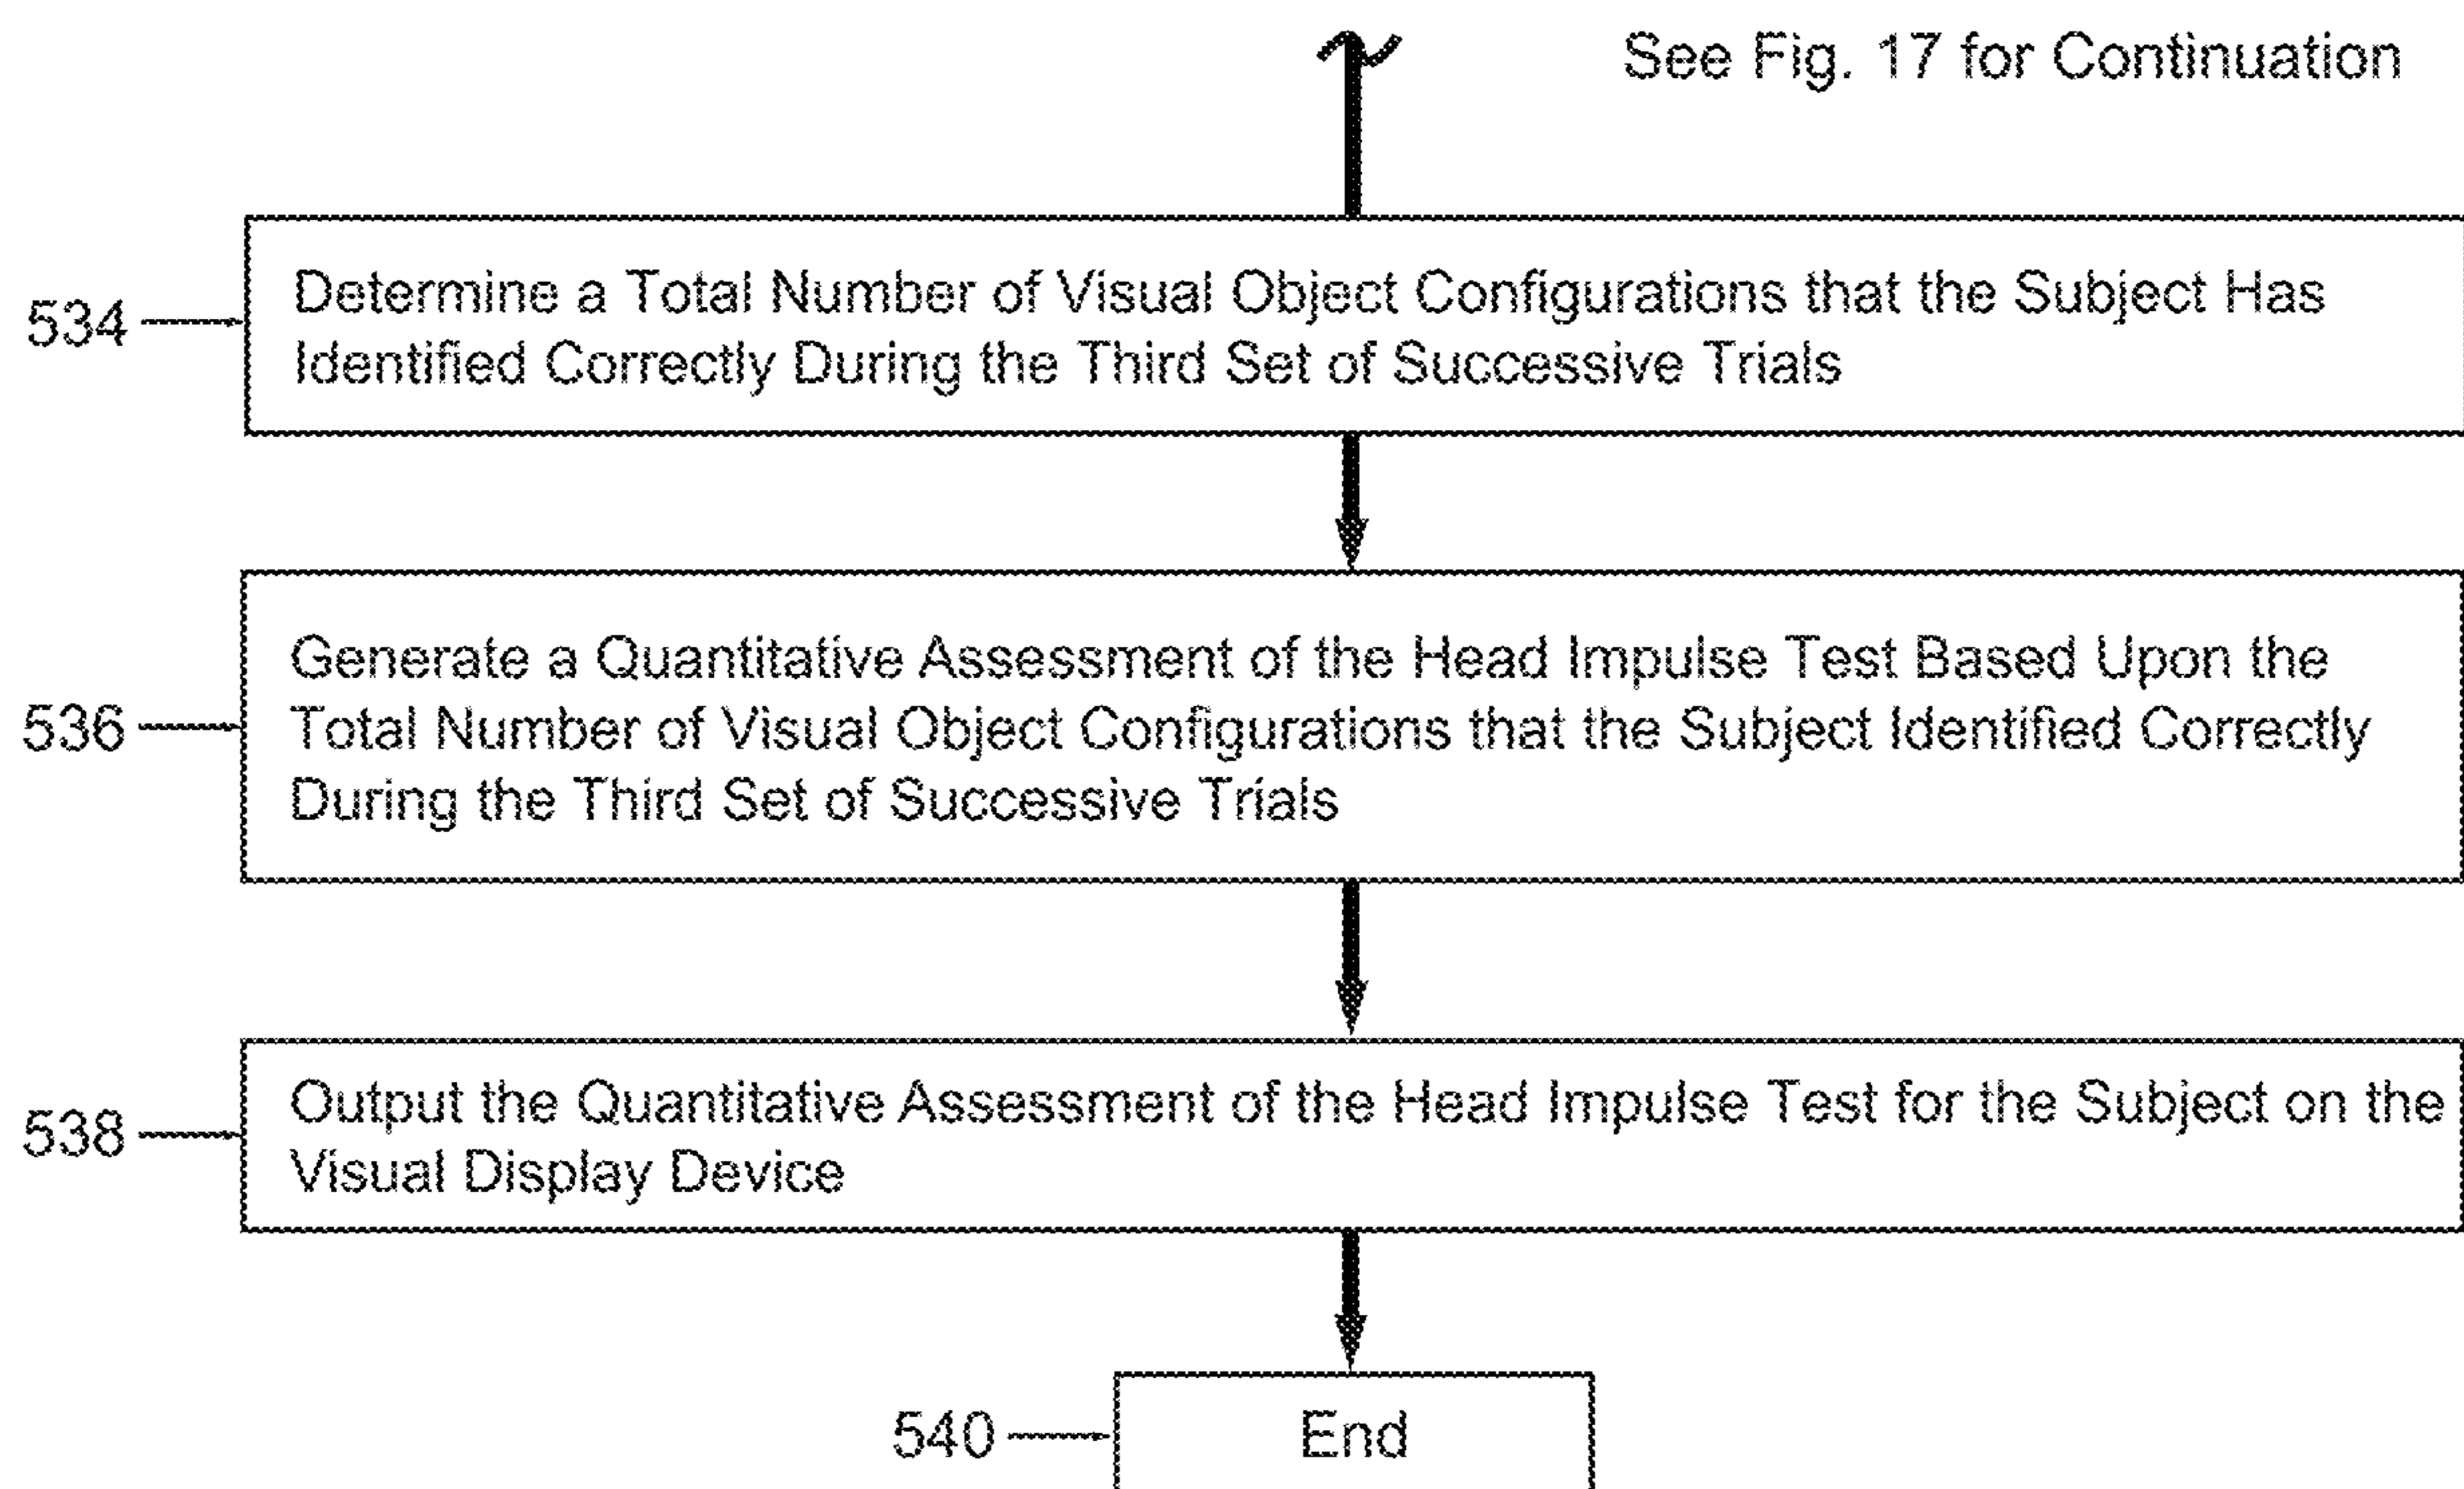 See Fig. 17 for Continuation
534
Determine a Total Number of Visual Object Configurations that the Subject Has
Identified Correctly During the Third Set of Successive Trials
536
Generate a Quantitative Assessment of the Head Impulse Test Based Upon the
Total Number of Visual Object Configurations that the Subject Identified Correctly
During the Third Set of Successive Trials
538
Output the Quantitative Assessment of the Head Impulse Test for the Subject on the
Visual Display Device
540
End